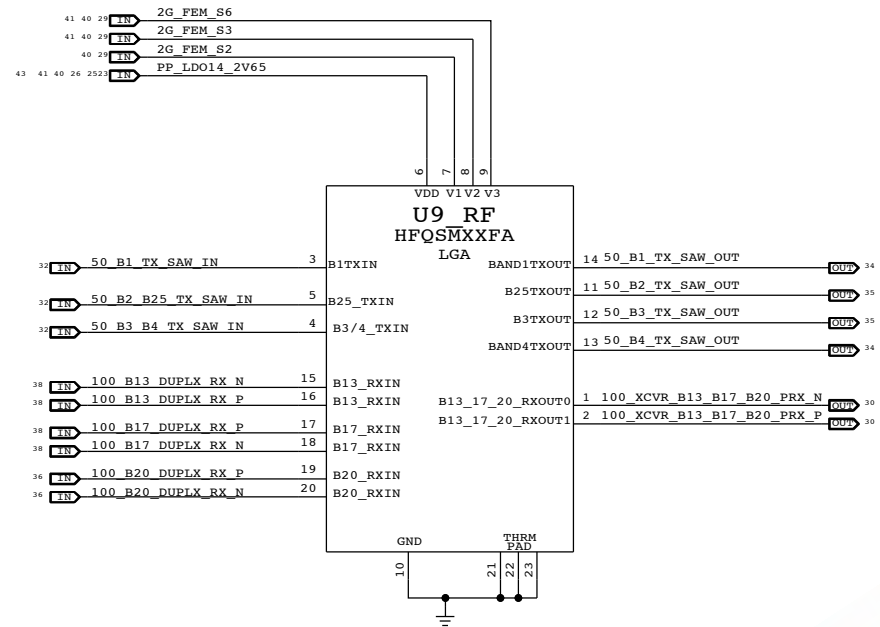 41 40 29 IN 2G_FEM_S6
41 40 29 IN 2G_FEM_S3
40 29 IN 2G_FEM_S2
43 41 40 26 25 23 IN PP_LDO14_2V65
6 7 8 9
VDD V1 V2 V3
U9_RF
HFQSMXXFA
LGA
32 IN 50_B1_TX_SAW_IN 3 B1TXIN
BAND1TXOUT 14 50_B1_TX_SAW_OUT OUT 34
32 IN 50_B2_B25_TX_SAW_IN 5 B25_TXIN
B25TXOUT 11 50_B2_TX_SAW_OUT OUT 35
32 IN 50_B3_B4_TX_SAW_IN 4 B3/4_TXIN
B3TXOUT 12 50_B3_TX_SAW_OUT OUT 35
BAND4TXOUT 13 50_B4_TX_SAW_OUT OUT 34
38 IN 100_B13_DUPLX_RX_N 15 B13_RXIN
38 IN 100_B13_DUPLX_RX_P 16 B13_RXIN
B13_17_20_RXOUT0 1 100_XCVR_B13_B17_B20_PRX_N OUT 30
B13_17_20_RXOUT1 2 100_XCVR_B13_B17_B20_PRX_P OUT 30
38 IN 100_B17_DUPLX_RX_P 17 B17_RXIN
38 IN 100_B17_DUPLX_RX_N 18 B17_RXIN
36 IN 100_B20_DUPLX_RX_P 19 B20_RXIN
36 IN 100_B20_DUPLX_RX_N 20 B20_RXIN
GND
THRM
PAD
10 21 22 23